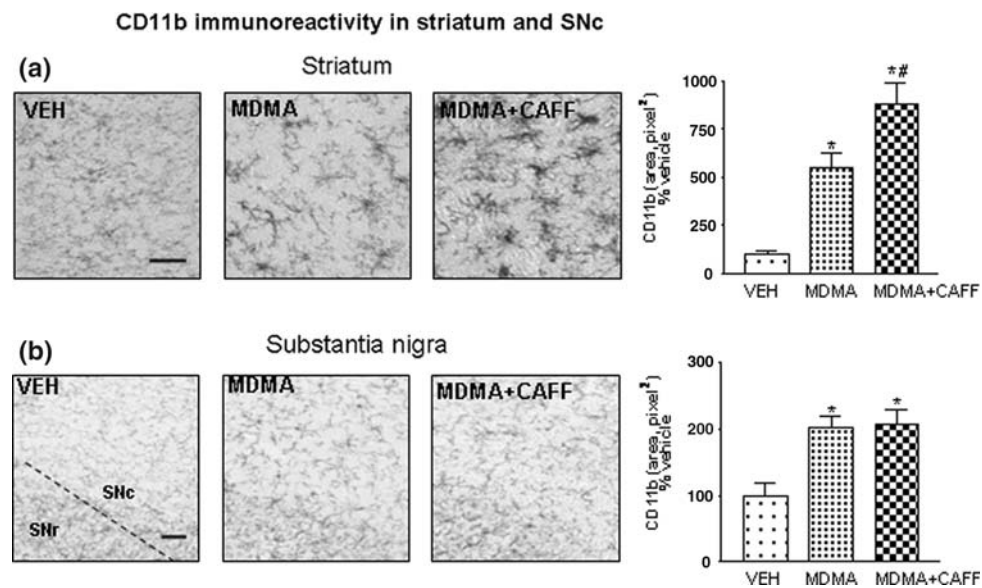 CD11b immunoreactivity in striatum and SNc
(a)
Striatum
VEH
MDMA
MDMA+CAFF
CD11b (area, pixel²)
% vehicle
1000
750
500
250
0
*
*#
VEH MDMA MDMA+CAFF
(b)
Substantia nigra
VEH
SNc
SNr
MDMA
MDMA+CAFF
CD11b (area, pixel²)
% vehicle
300
200
100
0
*
*
VEH MDMA MDMA+CAFF